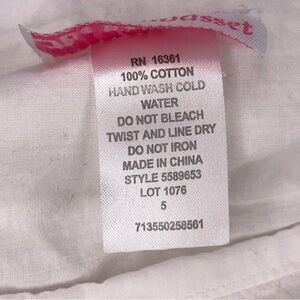 RN 16361
100% COTTON
HAND WASH COLD
WATER
DO NOT BLEACH
TWIST AND LINE DRY
DO NOT IRON
MADE IN CHINA
STYLE 5589653
LOT 1076
5
713550258561